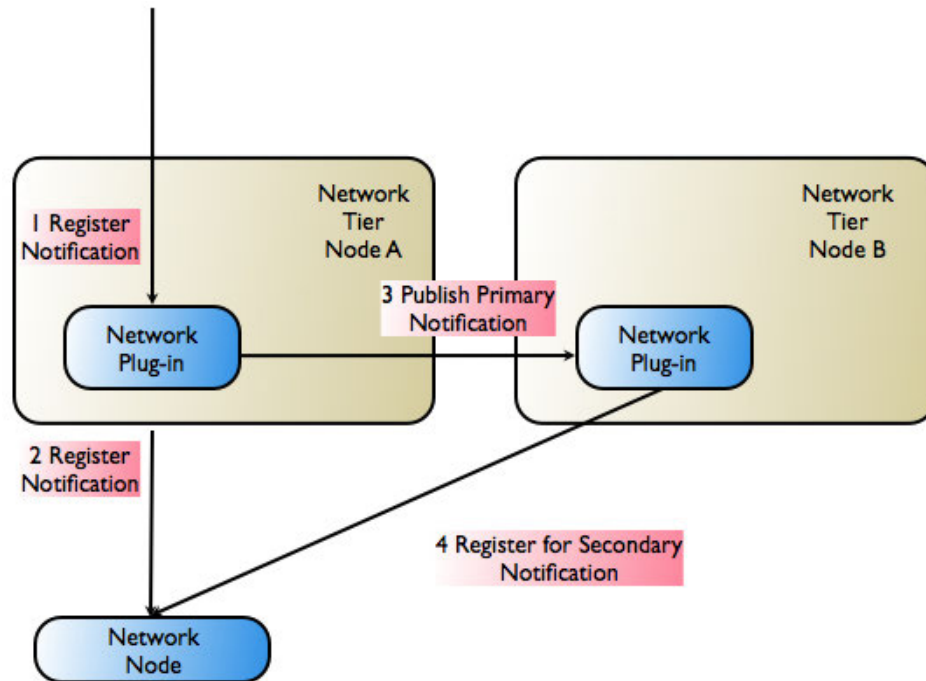 Network
Tier
Node A
Network
Tier
Node B
1 Register
Notification
3 Publish Primary
Notification
Network
Plug-in
Network
Plug-in
2 Register
Notification
4 Register for Secondary
Notification
Network
Node